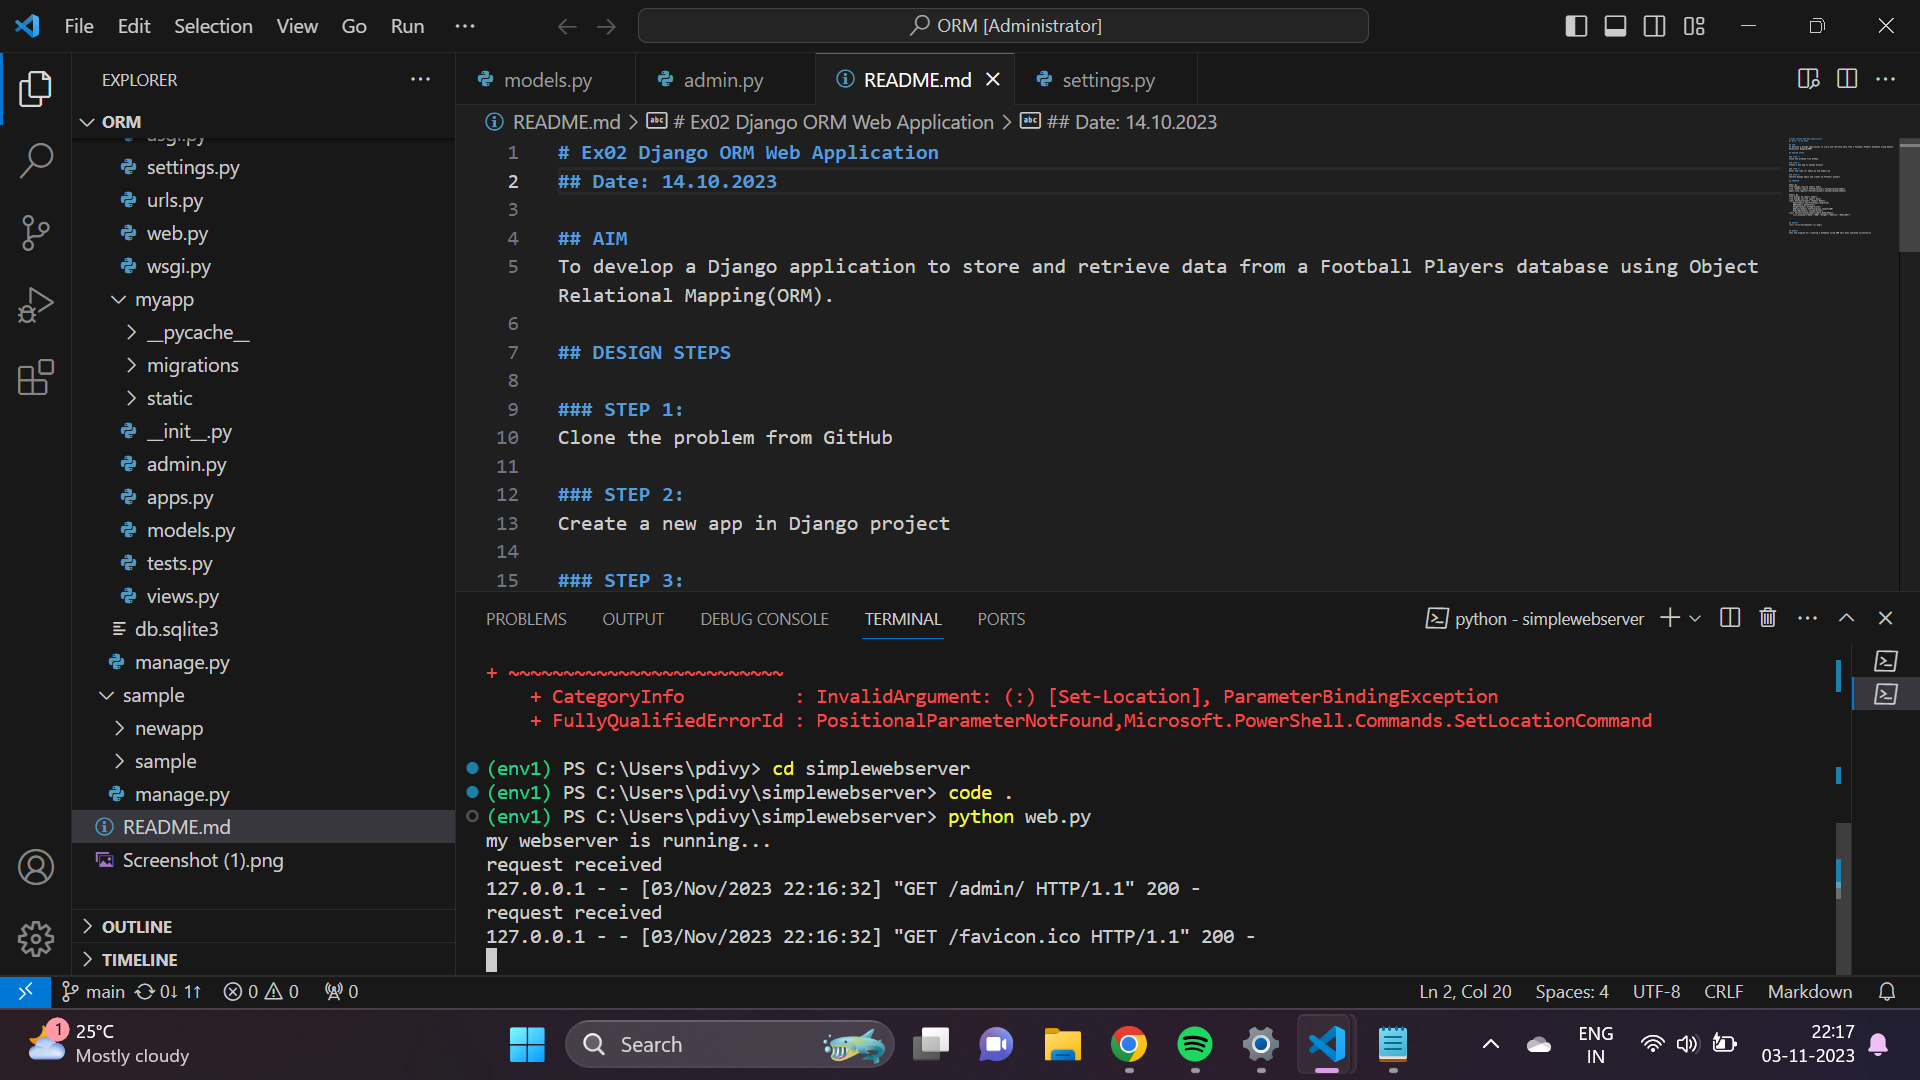 File Edit Selection View Go Run ...
ORM [Administrator]
EXPLORER
models.py
admin.py
README.md
settings.py
ORM
README.md > # Ex02 Django ORM Web Application > ## Date: 14.10.2023
settings.py
urls.py
web.py
wsgi.py
myapp
__pycache__
migrations
static
__init__.py
admin.py
apps.py
models.py
tests.py
views.py
db.sqlite3
manage.py
sample
newapp
sample
manage.py
README.md
Screenshot (1).png
OUTLINE
TIMELINE
1 # Ex02 Django ORM Web Application
2 ## Date: 14.10.2023
3
4 ## AIM
5 To develop a Django application to store and retrieve data from a Football Players database using Object
Relational Mapping(ORM).
6
7 ## DESIGN STEPS
8
9 ### STEP 1:
10 Clone the problem from GitHub
11
12 ### STEP 2:
13 Create a new app in Django project
14
15 ### STEP 3:
PROBLEMS OUTPUT DEBUG CONSOLE TERMINAL PORTS
python - simplewebserver
+ ~~~~~~~~~~~~~~~~~~~~~~~~~
+ CategoryInfo : InvalidArgument: (:) [Set-Location], ParameterBindingException
+ FullyQualifiedErrorId : PositionalParameterNotFound,Microsoft.PowerShell.Commands.SetLocationCommand
(env1) PS C:\Users\pdivy> cd simplewebserver
(env1) PS C:\Users\pdivy\simplewebserver> code .
(env1) PS C:\Users\pdivy\simplewebserver> python web.py
my webserver is running...
request received
127.0.0.1 - - [03/Nov/2023 22:16:32] "GET /admin/ HTTP/1.1" 200 -
request received
127.0.0.1 - - [03/Nov/2023 22:16:32] "GET /favicon.ico HTTP/1.1" 200 -
main 0↓ 1↑ 0 0 0
Ln 2, Col 20 Spaces: 4 UTF-8 CRLF Markdown
1
25°C
Mostly cloudy
Search
ENG
IN
22:17
03-11-2023